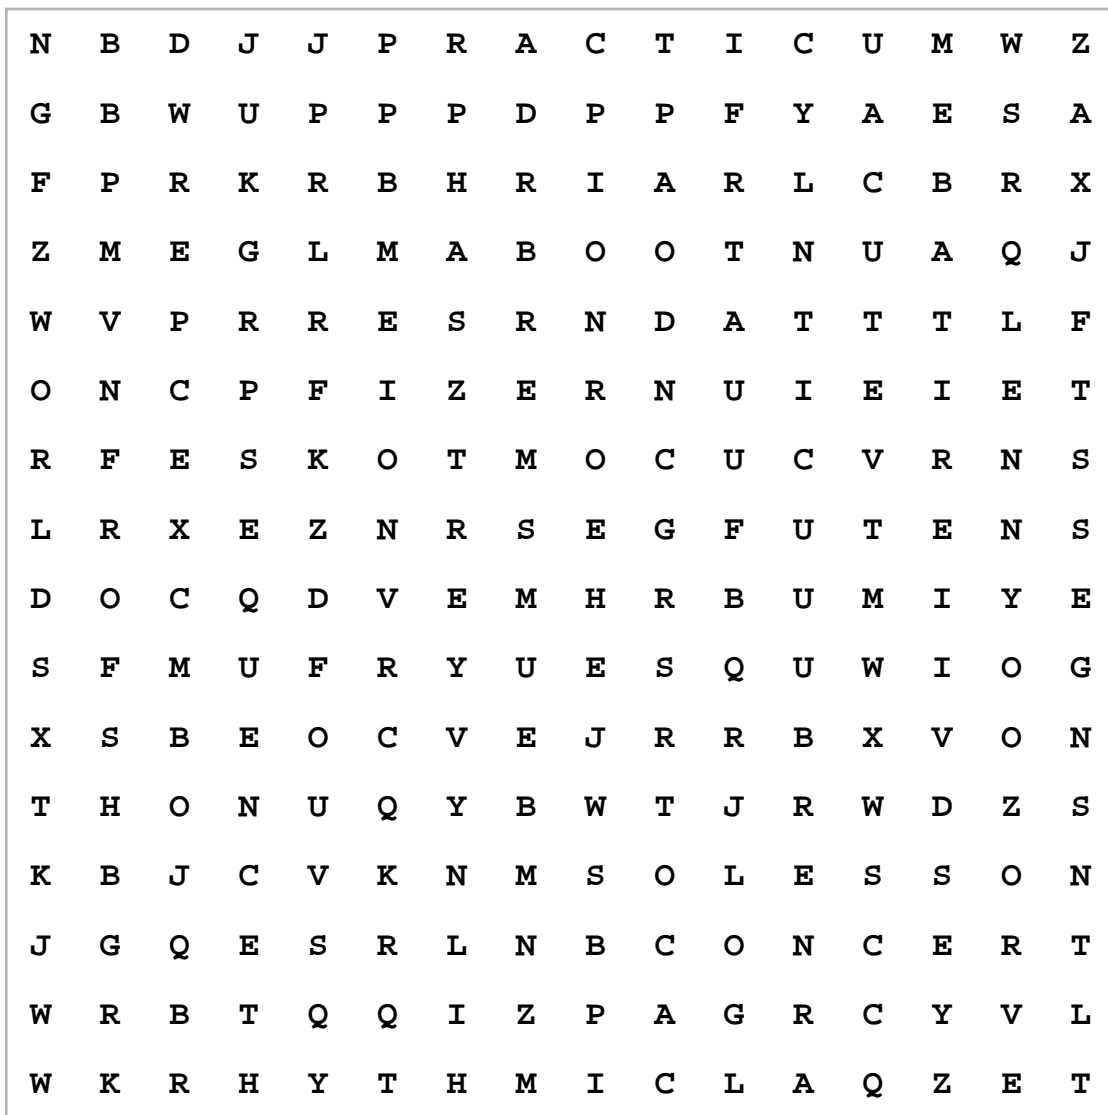 N B D J J P R A C T I C U M W Z
G B W U P P P D P P F Y A E S A
F P R K R B H R I A R L C B R X
Z M E G L M A B O O T N U A Q J
W V P R R E S R N D A T T T L F
O N C P F I Z E R N U I E I E T
R F E S K O T M O C U C V R N S
L R X E Z N R S E G F U T E N S
D O C Q D V E M H R B U M I Y E
S F M U F R Y U E S Q U W I O G
X S B E O C V E J R R B X V O N
T H O N U Q Y B W T J R W D Z S
K B J C V K N M S O L E S S O N
J G Q E S R L N B C O N C E R T
W R B T Q Q I Z P A G R C Y V L
W K R H Y T H M I C L A Q Z E T